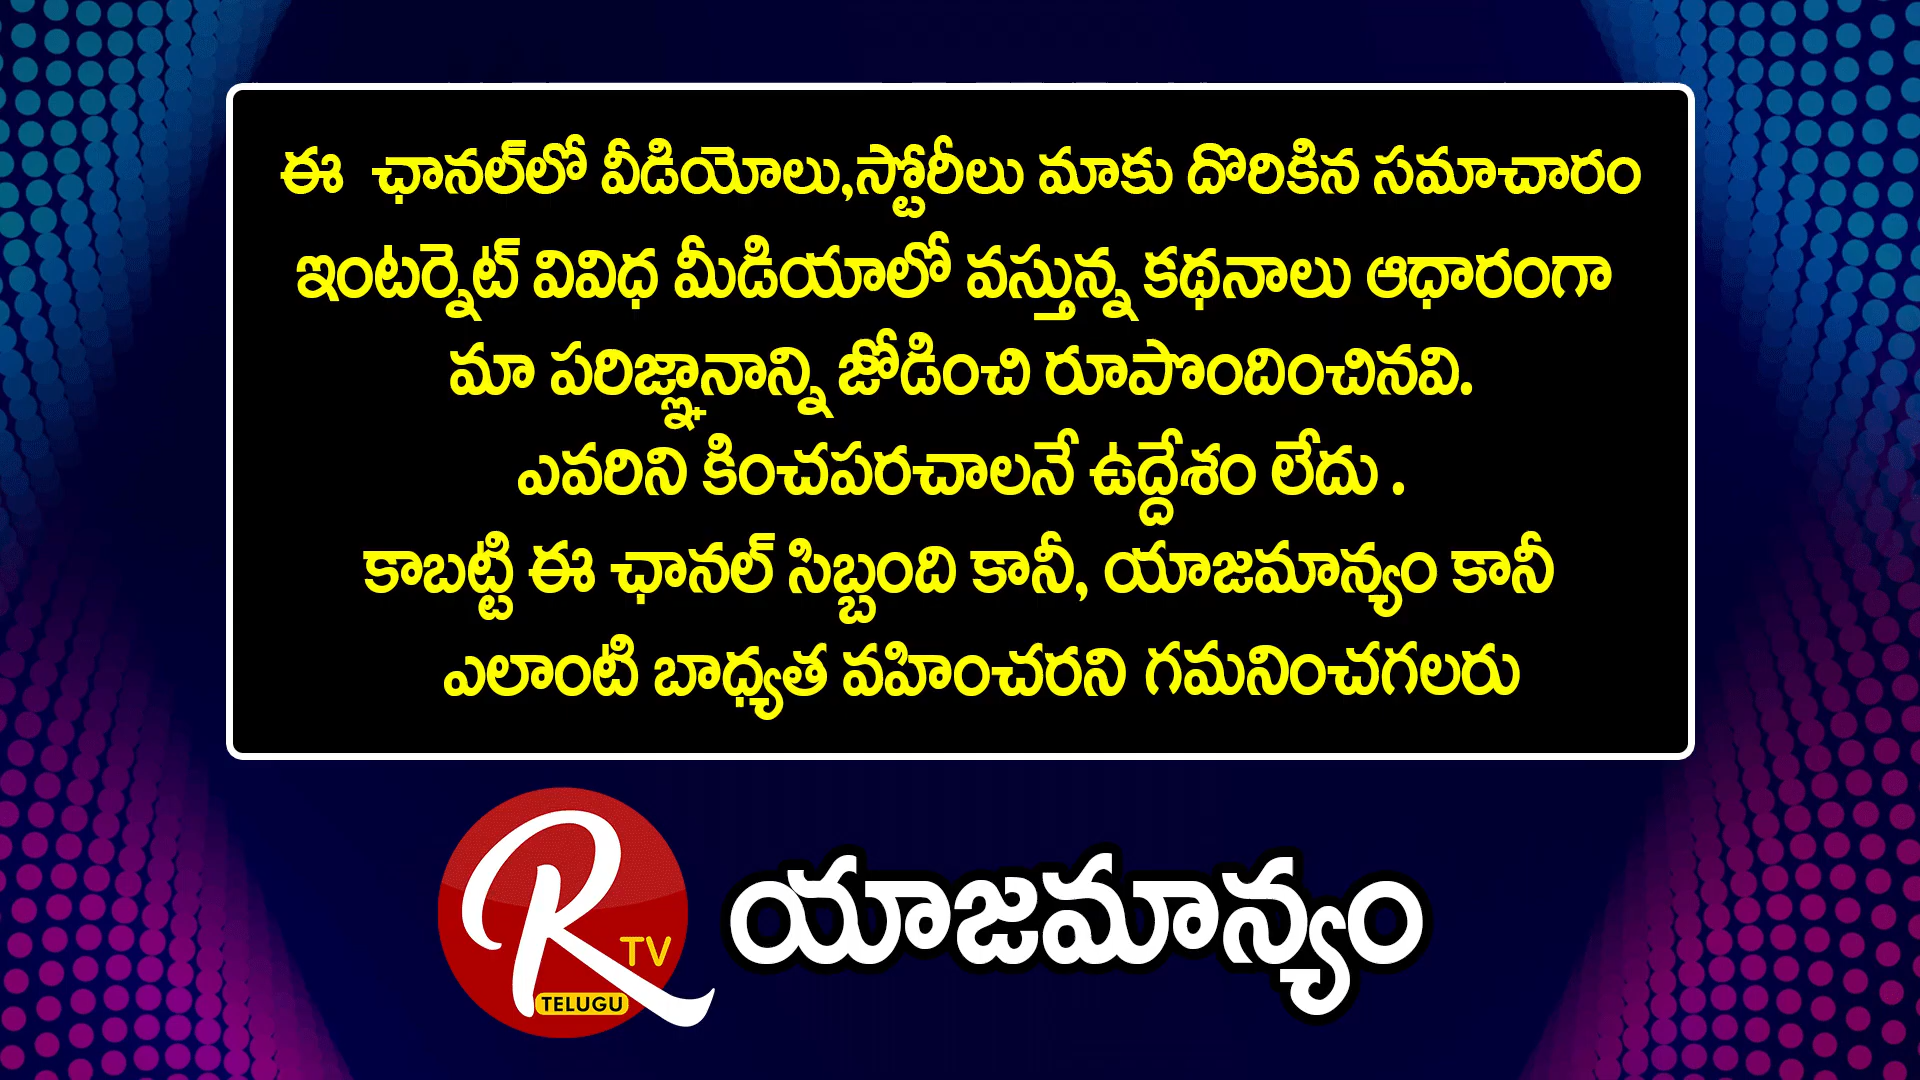 ఈ ఛానల్‌లో వీడియోలు,స్టోరీలు మాకు దొరికిన సమాచారం
ఇంటర్నెట్ వివిధ మీడియాలో వస్తున్న కథనాలు ఆధారంగా
మా పరిజ్ఞానాన్ని జోడించి రూపొందించినవి.
ఎవరిని కించపరచాలనే ఉద్దేశం లేదు .
కాబట్టి ఈ ఛానల్ సిబ్బంది కానీ, యాజమాన్యం కానీ
ఎలాంటి బాధ్యత వహించరని గమనించగలరు
R TV
TELUGU
యాజమాన్యం